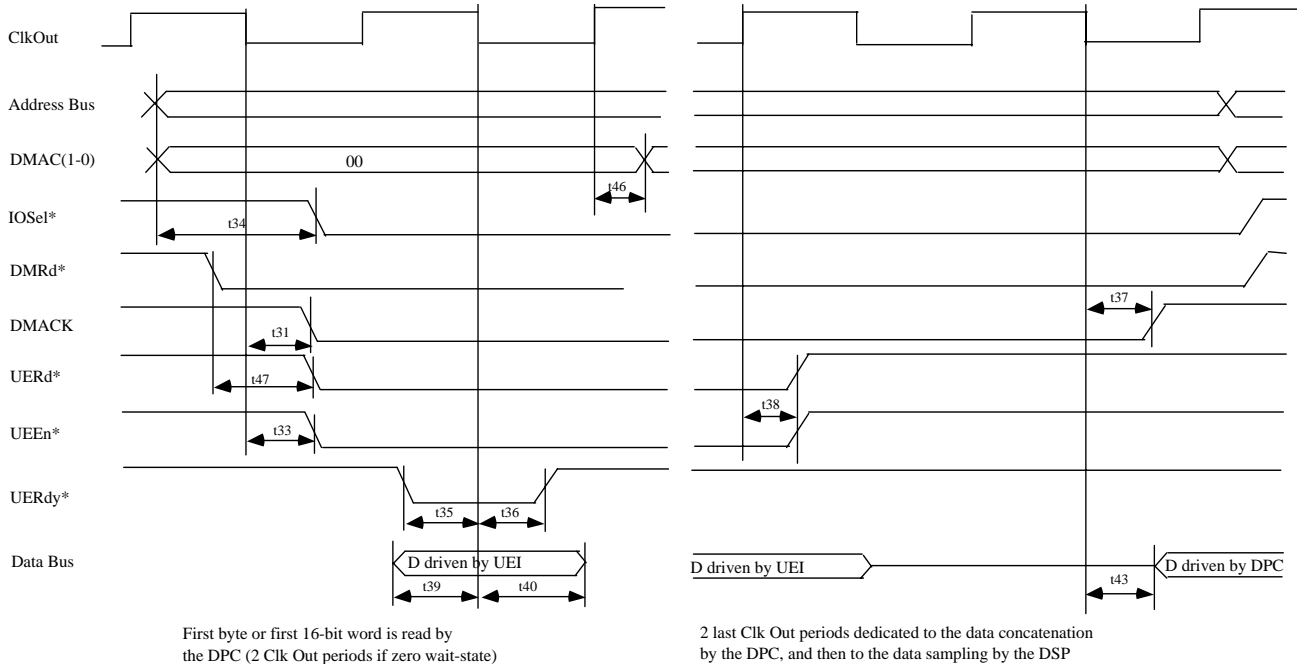 ClkOut
Address Bus
DMAC(1-0)
00
t46
IOSel*
t34
DMRd*
t37
DMACK
t31
UERd*
t47
t38
UEEn*
t33
UERdy*
t35
t36
Data Bus
D driven by UEI
D driven by UEI
D driven by DPC
t39
t40
t43
First byte or first 16-bit word is read by
the DPC (2 Clk Out periods if zero wait-state)
2 last Clk Out periods dedicated to the data concatenation
by the DPC, and then to the data sampling by the DSP